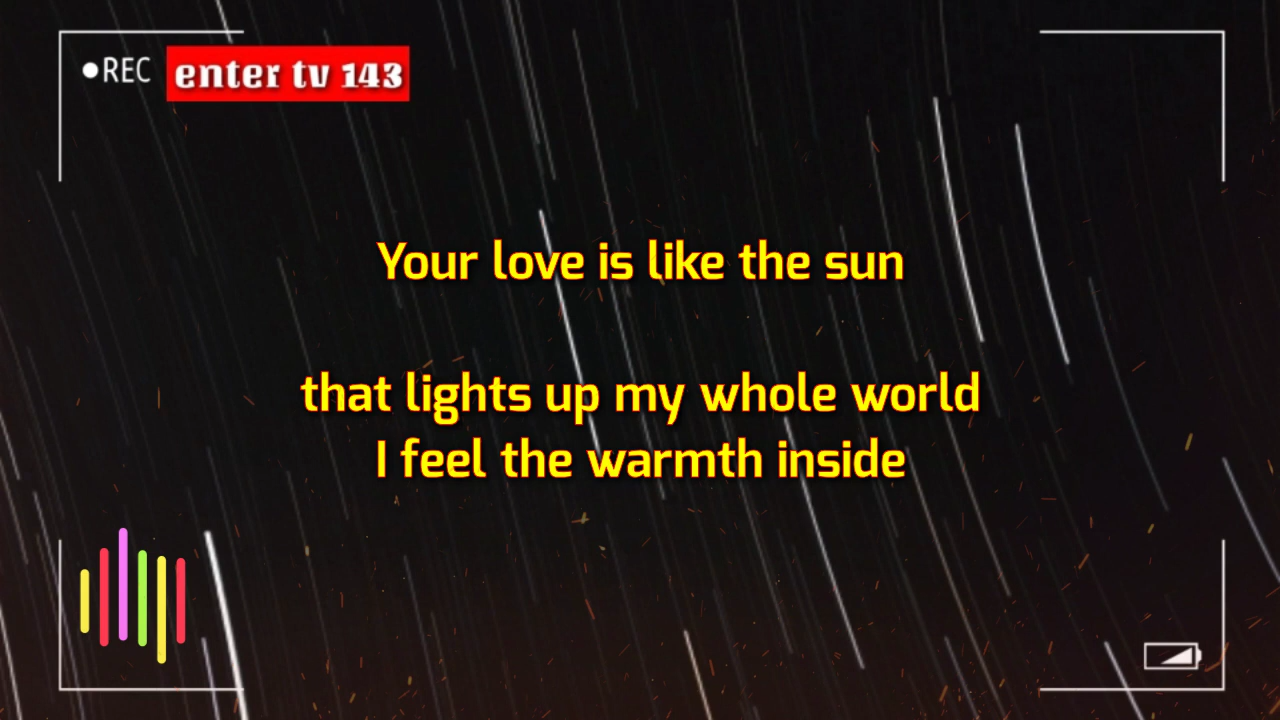 REC
enter tv 143
Your love is like the sun
that lights up my whole world
I feel the warmth inside